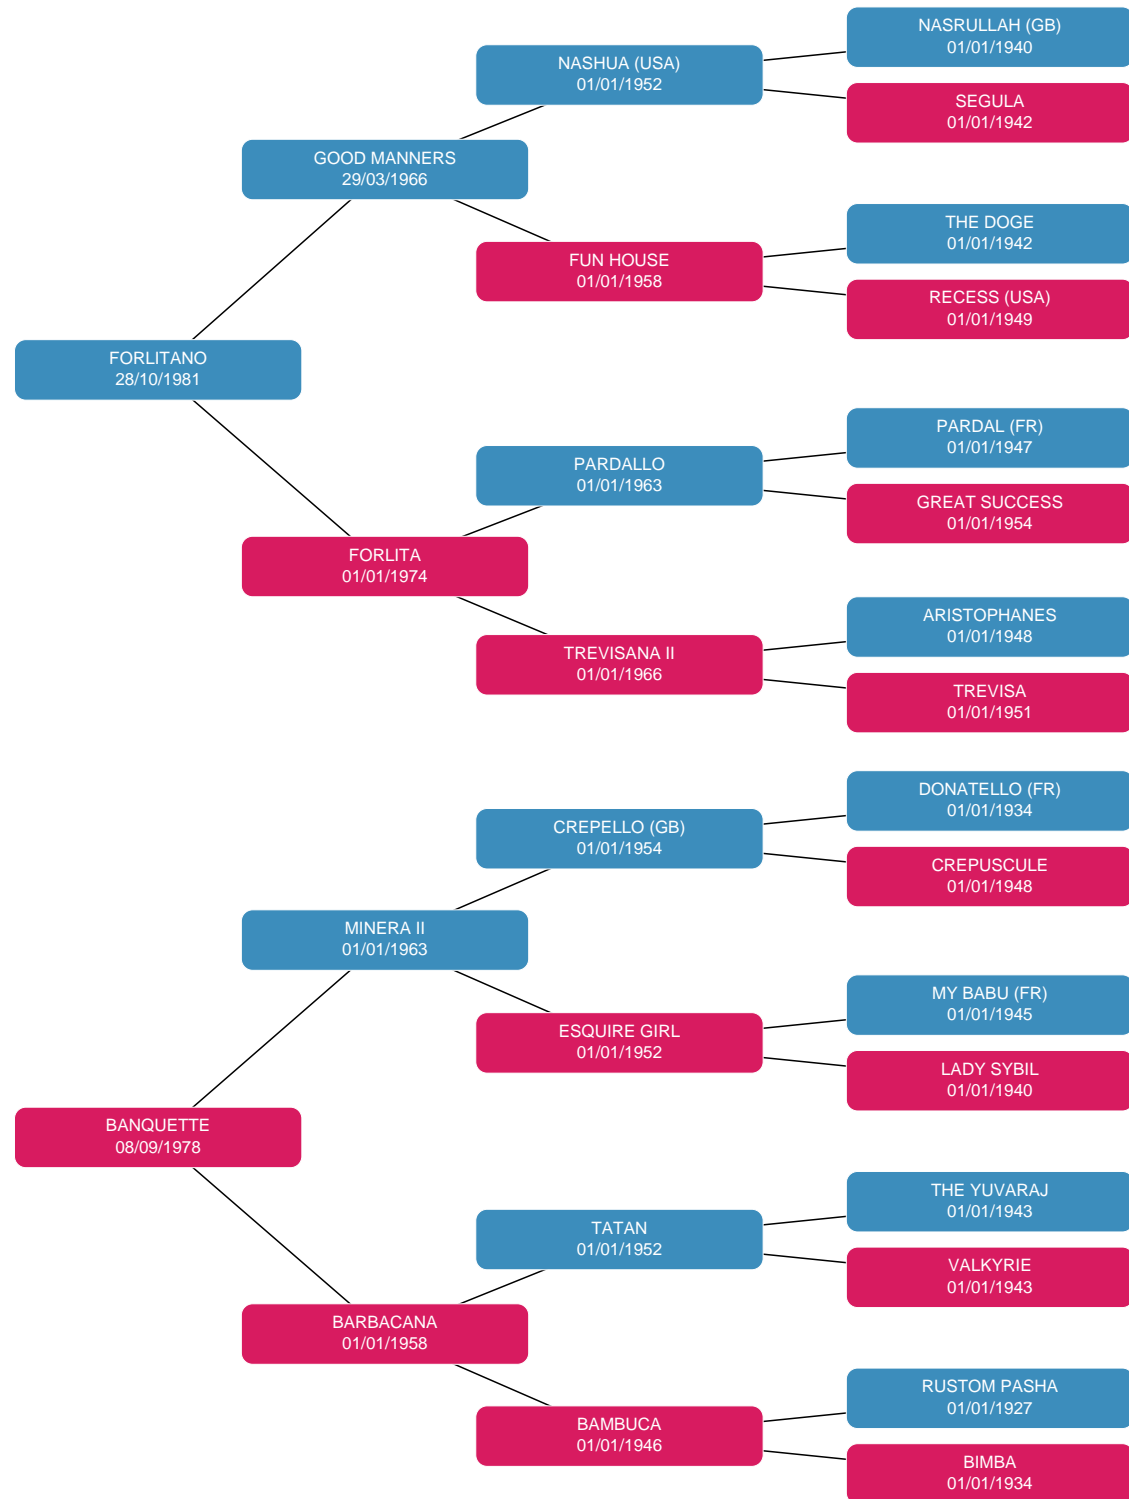 NASRULLAH (GB)
01/01/1940
NASHUA (USA)
01/01/1952
SEGULA
01/01/1942
GOOD MANNERS
29/03/1966
THE DOGE
01/01/1942
FUN HOUSE
01/01/1958
RECESS (USA)
01/01/1949
FORLITANO
28/10/1981
PARDAL (FR)
01/01/1947
PARDALLO
01/01/1963
GREAT SUCCESS
01/01/1954
FORLITA
01/01/1974
ARISTOPHANES
01/01/1948
TREVISANA II
01/01/1966
TREVISA
01/01/1951
DONATELLO (FR)
01/01/1934
CREPELLO (GB)
01/01/1954
CREPUSCULE
01/01/1948
MINERA II
01/01/1963
MY BABU (FR)
01/01/1945
ESQUIRE GIRL
01/01/1952
LADY SYBIL
01/01/1940
BANQUETTE
08/09/1978
THE YUVARAJ
01/01/1943
TATAN
01/01/1952
VALKYRIE
01/01/1943
BARBACANA
01/01/1958
RUSTOM PASHA
01/01/1927
BAMBUCA
01/01/1946
BIMBA
01/01/1934